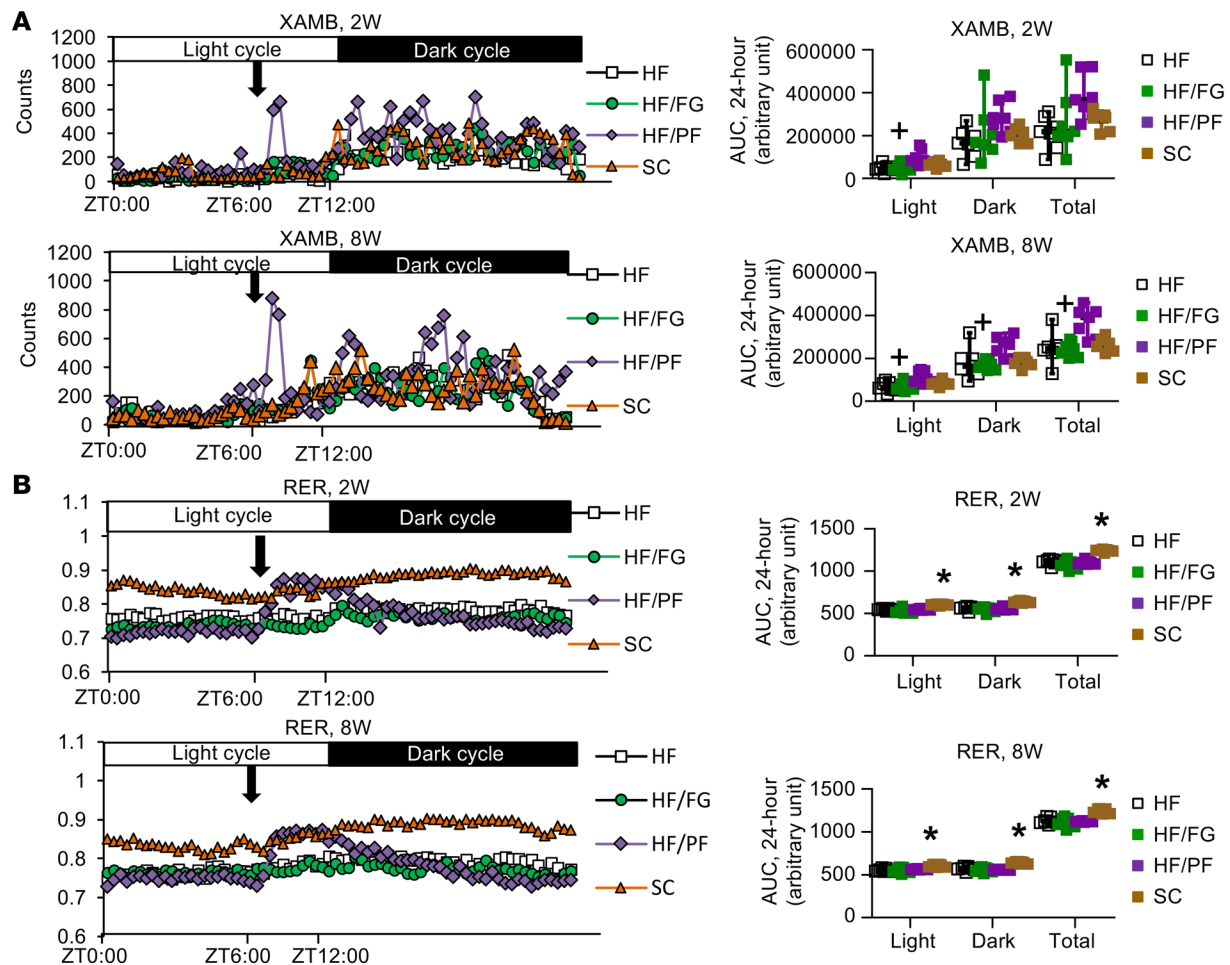 A
XAMB, 2W
Counts
1200
1000
800
600
400
200
0
Light cycle
Dark cycle
ZT0:00
ZT6:00
ZT12:00
HF
HF/FG
HF/PF
SC
XAMB, 2W
AUC, 24-hour
(arbitrary unit)
600000
400000
200000
0
+
Light
Dark
Total
HF
HF/FG
HF/PF
SC
XAMB, 8W
Counts
1200
1000
800
600
400
200
0
Light cycle
Dark cycle
ZT0:00
ZT6:00
ZT12:00
HF
HF/FG
HF/PF
SC
XAMB, 8W
AUC, 24-hour
(arbitrary unit)
600000
400000
200000
0
+
+
+
Light
Dark
Total
HF
HF/FG
HF/PF
SC
B
RER, 2W
1.1
1
0.9
0.8
0.7
0.6
Light cycle
Dark cycle
ZT0:00
ZT6:00
ZT12:00
HF
HF/FG
HF/PF
SC
RER, 2W
AUC, 24-hour
(arbitrary unit)
1500
1000
500
0
*
*
*
Light
Dark
Total
HF
HF/FG
HF/PF
SC
RER, 8W
1.1
1
0.9
0.8
0.7
0.6
Light cycle
Dark cycle
ZT0:00
ZT6:00
ZT12:00
HF
HF/FG
HF/PF
SC
RER, 8W
AUC, 24-hour
(arbitrary unit)
1500
1000
500
0
*
*
*
Light
Dark
Total
HF
HF/FG
HF/PF
SC